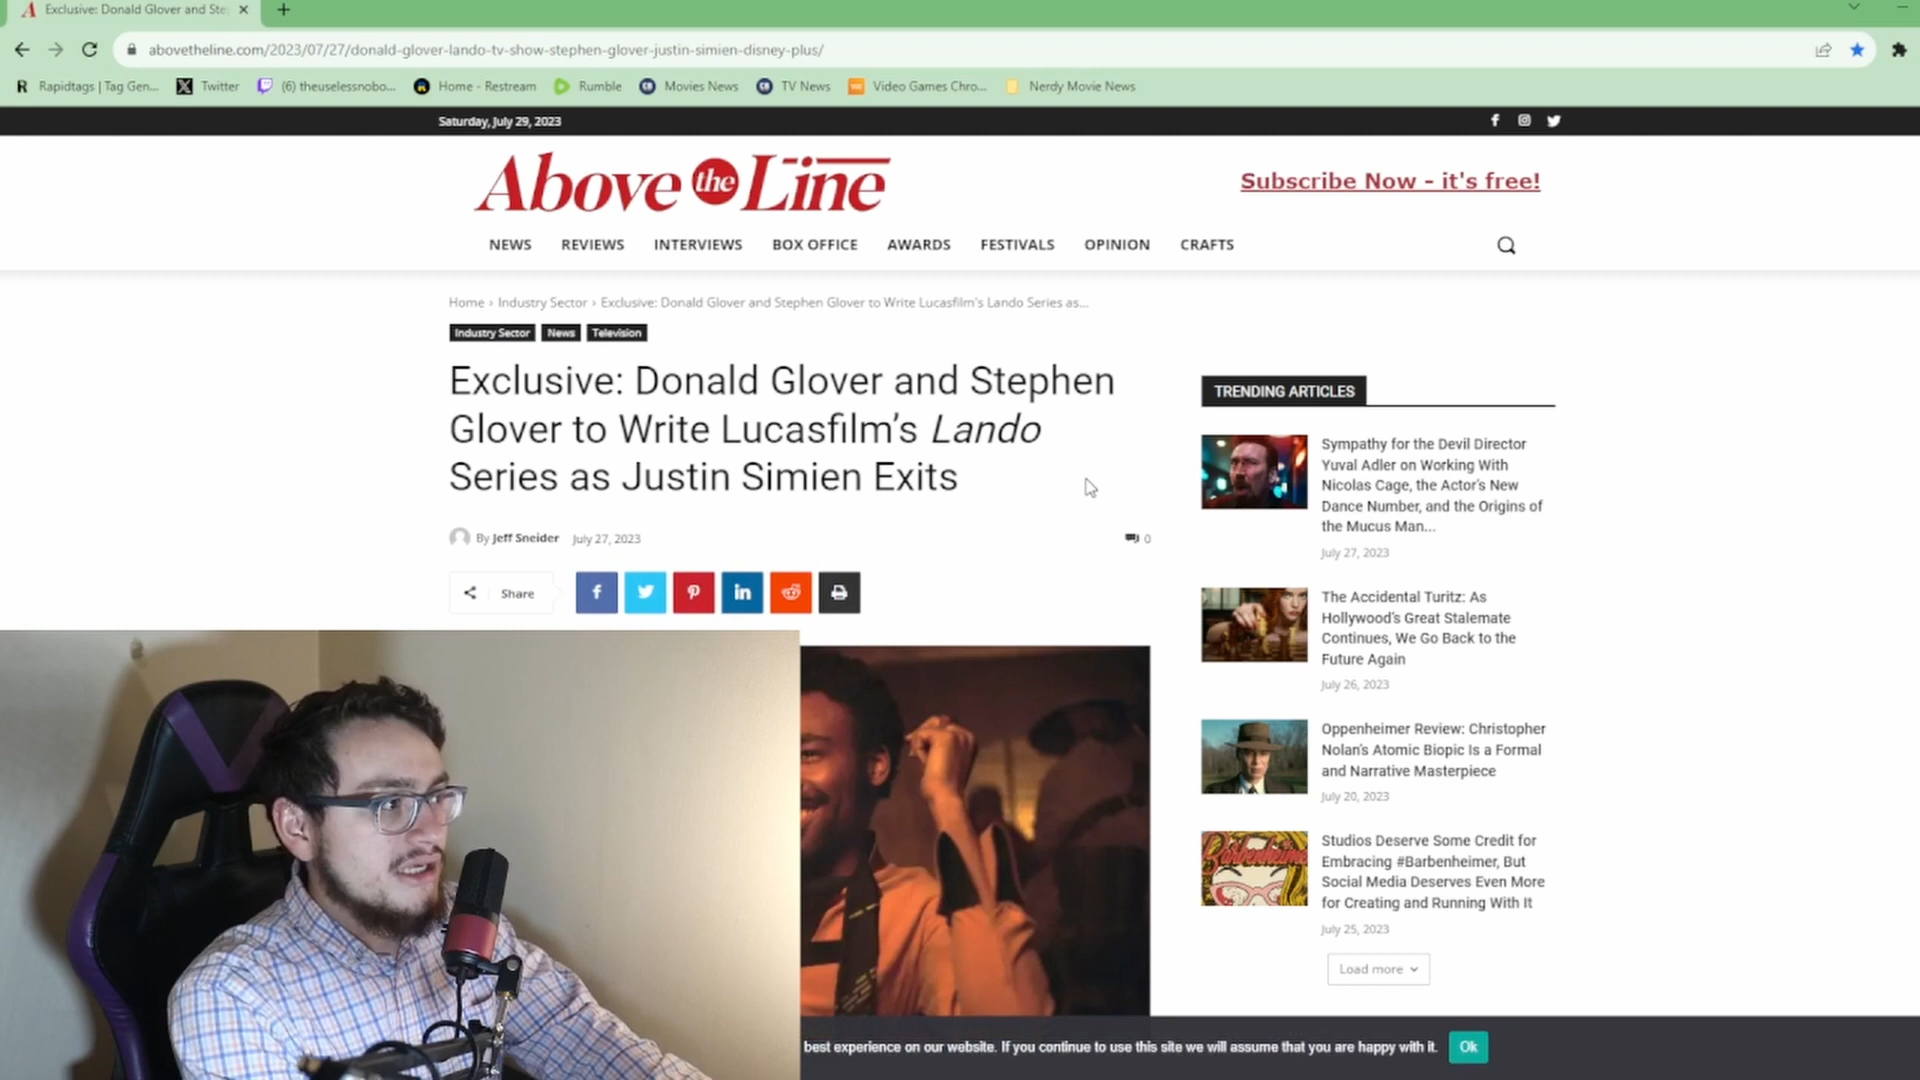 Exclusive: Donald Glover and Ste
abovetheline.com/2023/07/27/donald-glover-lando-tv-show-stephen-glover-justin-simien-disney-plus/
R Rapidtags | Tag Gen... Twitter (6) theuselessnobo... Home - Restream Rumble Movies News TV News Video Games Chro... Nerdy Movie News
Saturday, July 29, 2023
Above the Line
Subscribe Now - it's free!
NEWS REVIEWS INTERVIEWS BOX OFFICE AWARDS FESTIVALS OPINION CRAFTS
Home › Industry Sector › Exclusive: Donald Glover and Stephen Glover to Write Lucasfilm's Lando Series as...
Industry Sector News Television
Exclusive: Donald Glover and Stephen
Glover to Write Lucasfilm's Lando
Series as Justin Simien Exits
By Jeff Sneider July 27, 2023 0
Share
TRENDING ARTICLES
Sympathy for the Devil Director
Yuval Adler on Working With
Nicolas Cage, the Actor's New
Dance Number, and the Origins of
the Mucus Man...
July 27, 2023
The Accidental Turitz: As
Hollywood's Great Stalemate
Continues, We Go Back to the
Future Again
July 26, 2023
Oppenheimer Review: Christopher
Nolan's Atomic Biopic Is a Formal
and Narrative Masterpiece
July 20, 2023
Barbenheimer
Studios Deserve Some Credit for
Embracing #Barbenheimer, But
Social Media Deserves Even More
for Creating and Running With It
July 25, 2023
Load more
best experience on our website. If you continue to use this site we will assume that you are happy with it. Ok